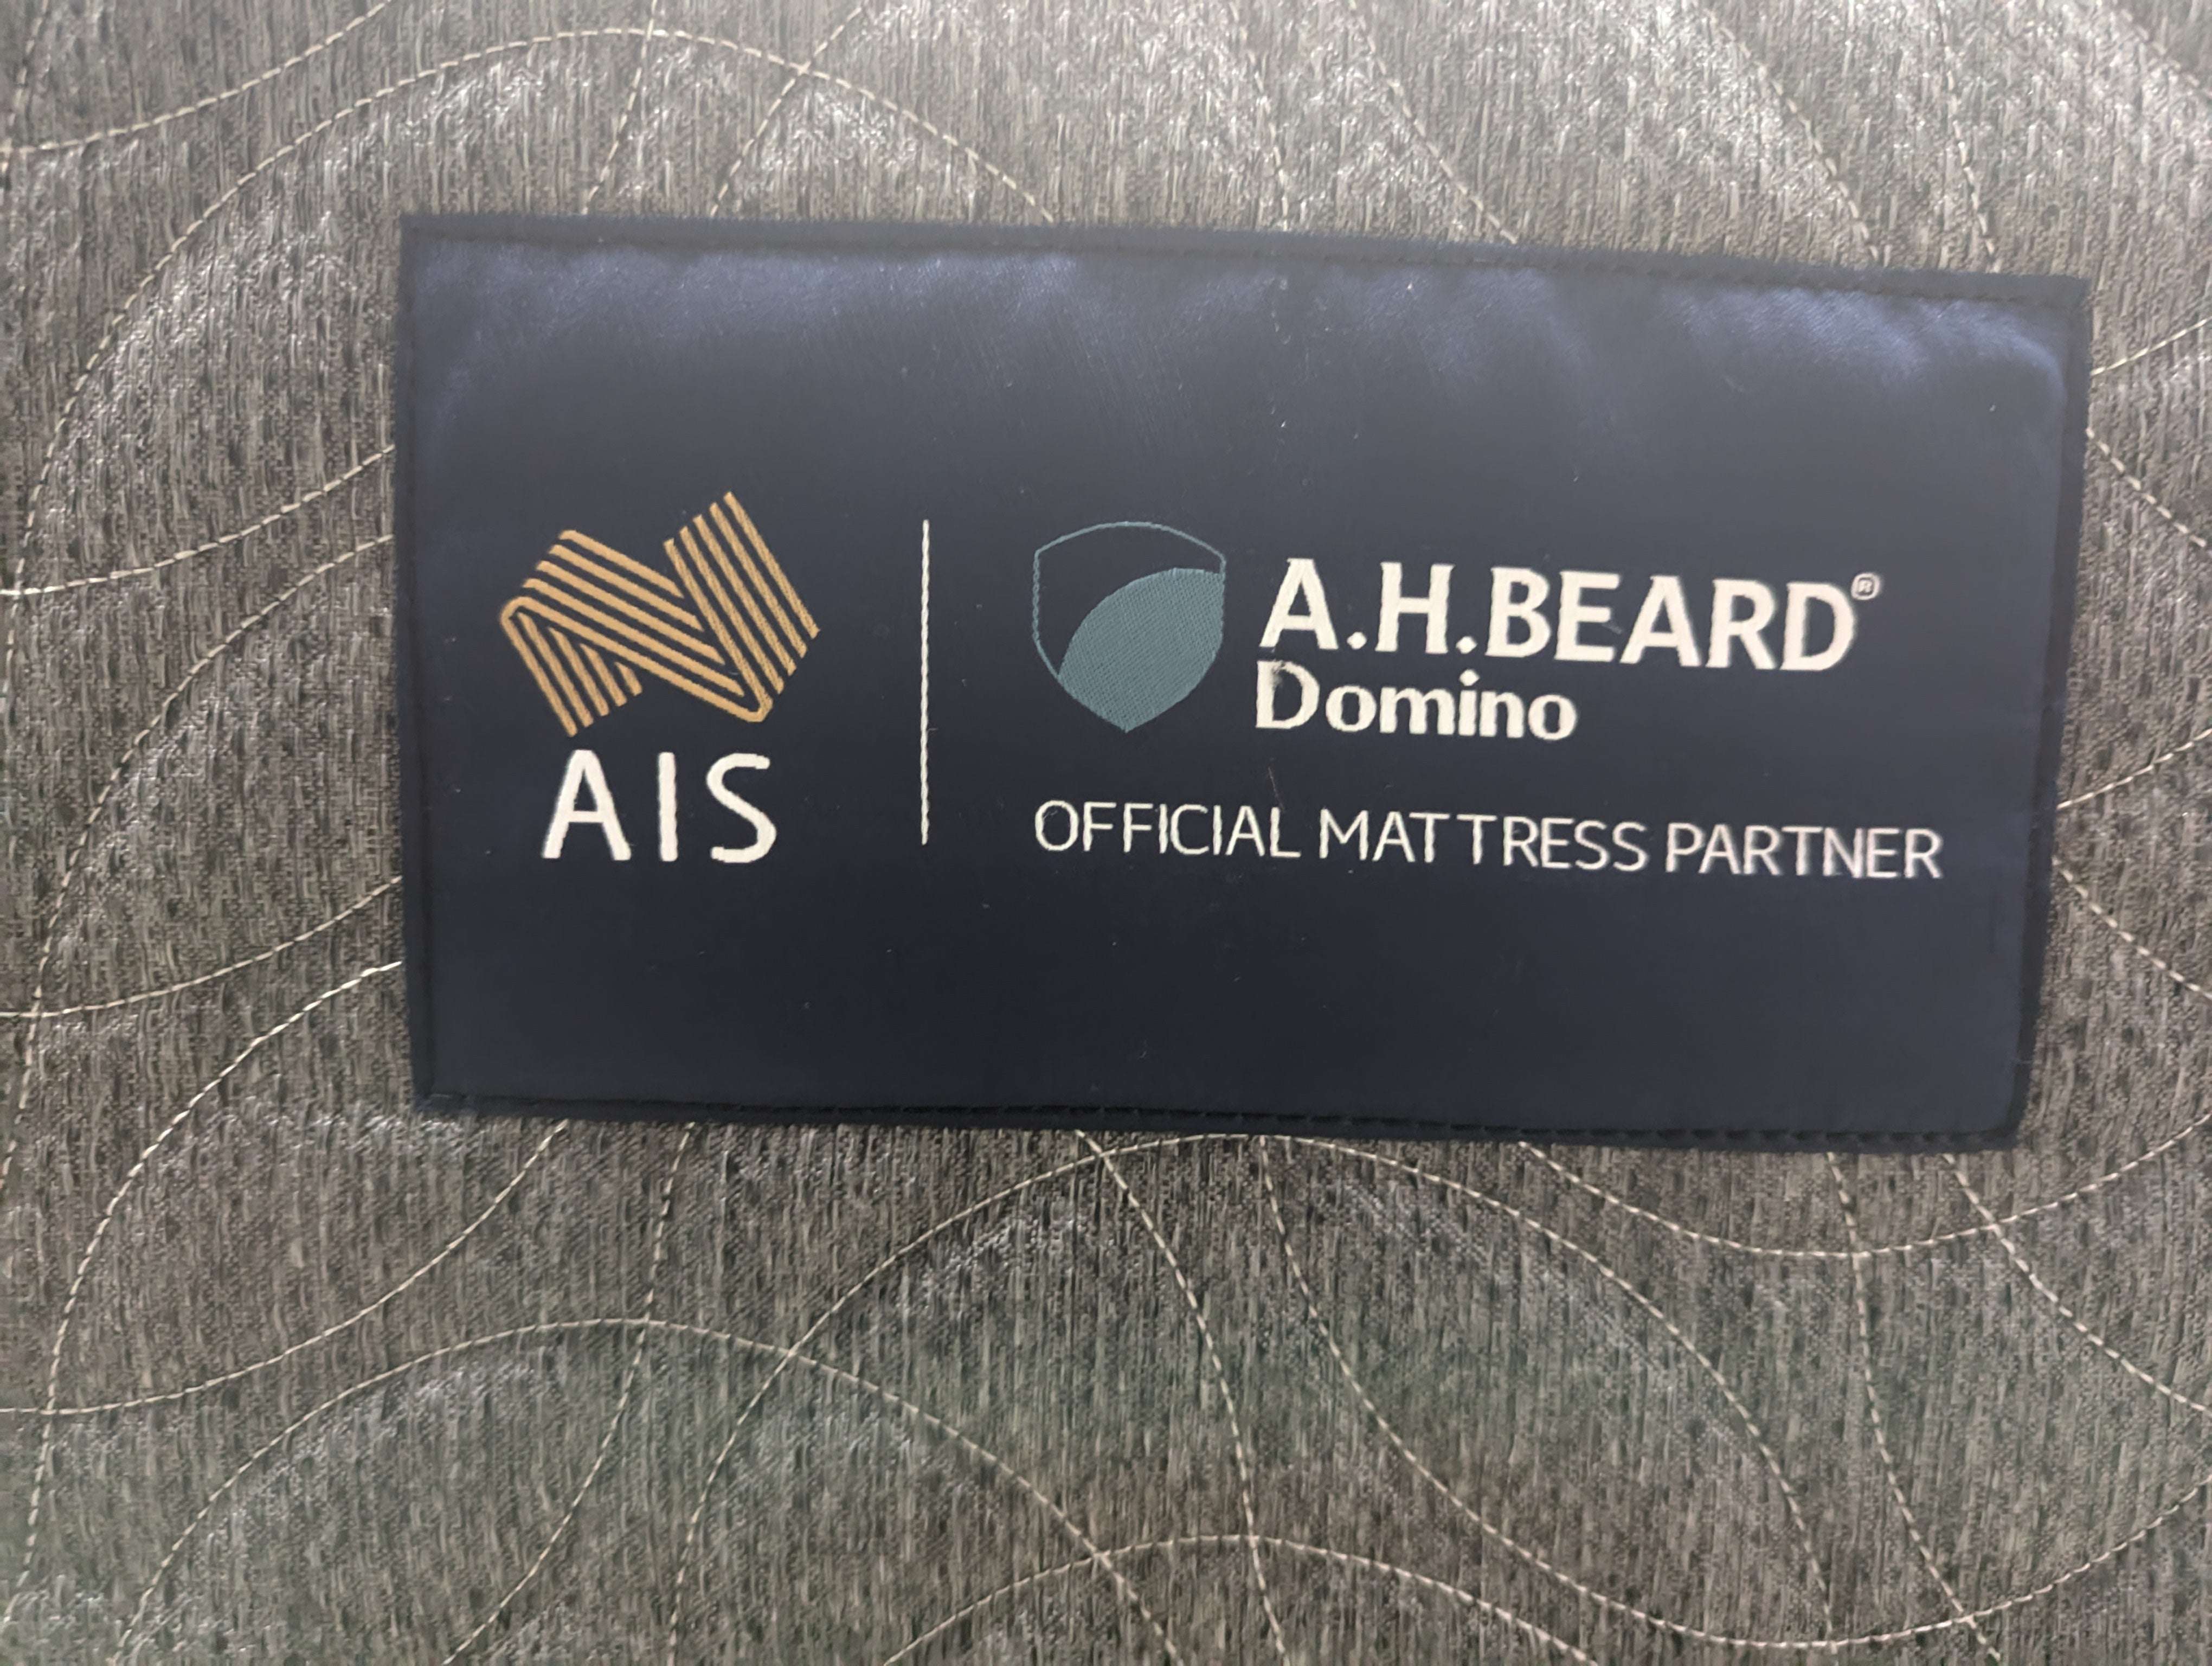 AIS
A.H.BEARD®
Domino
OFFICIAL MATTRESS PARTNER